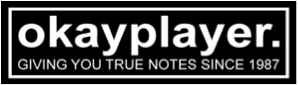 okayplayer.
GIVING YOU TRUE NOTES SINCE 1987